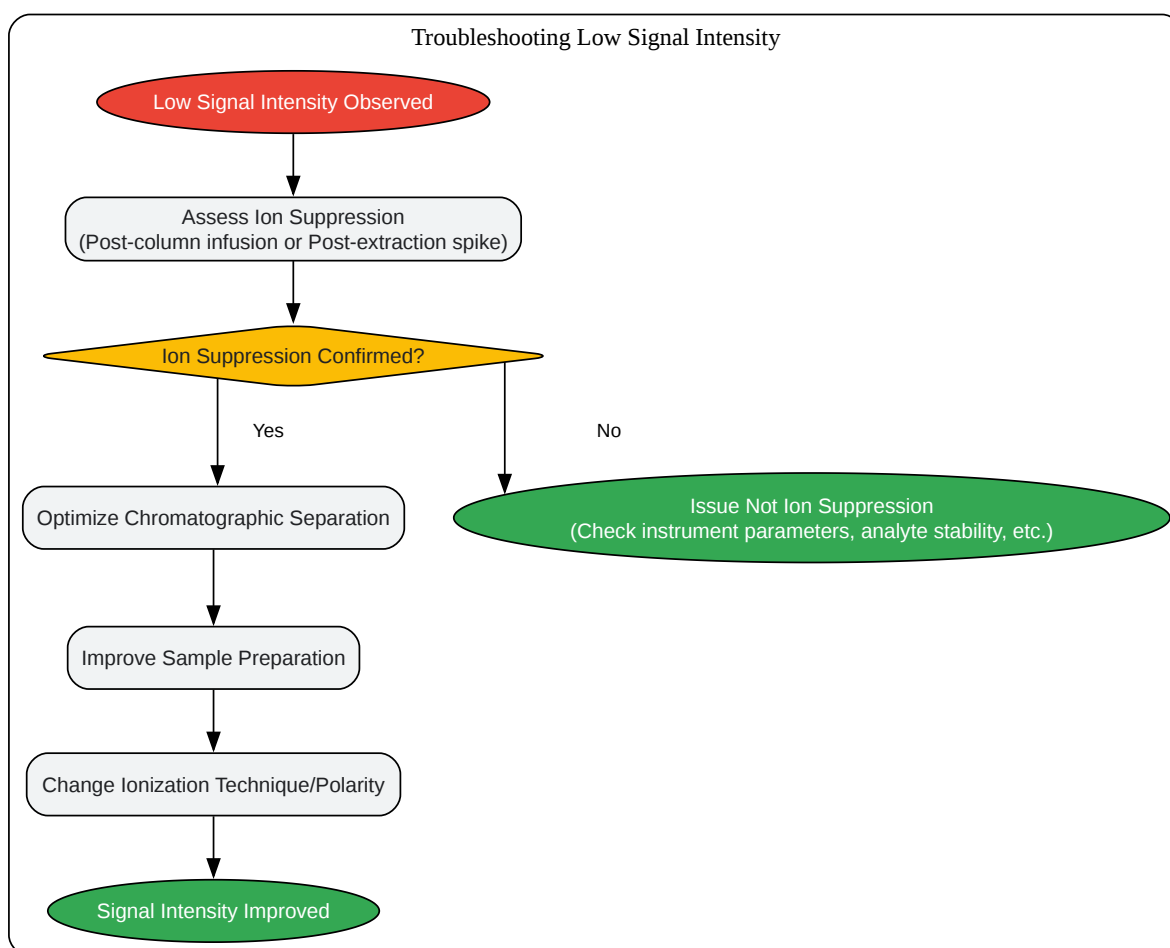 Troubleshooting Low Signal Intensity
Low Signal Intensity Observed
Assess Ion Suppression
(Post-column infusion or Post-extraction spike)
Ion Suppression Confirmed?
Yes
No
Optimize Chromatographic Separation
Issue Not Ion Suppression
(Check instrument parameters, analyte stability, etc.)
Improve Sample Preparation
Change Ionization Technique/Polarity
Signal Intensity Improved